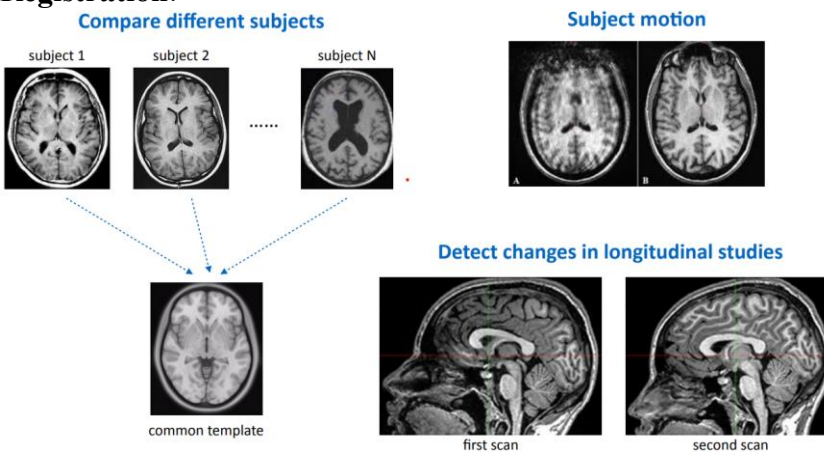 Registration.
Compare different subjects
Subject motion
subject 1
subject 2
subject N
......
A
B
Detect changes in longitudinal studies
common template
first scan
second scan